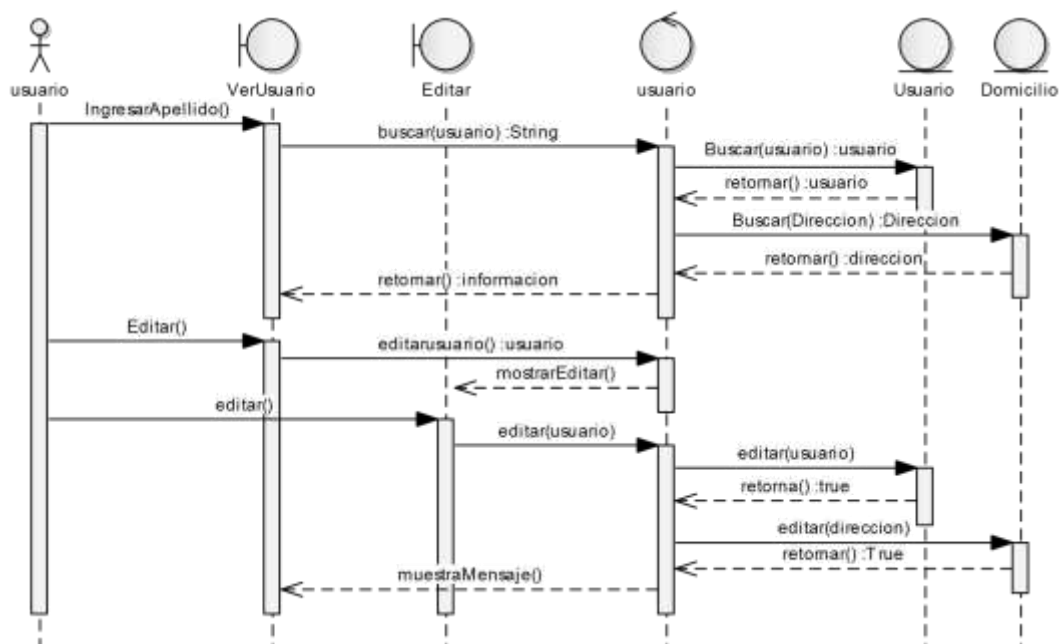 usuario
VerUsuario
Editar
usuario
Usuario
Domicilio
IngresarApellido()
buscar(usuario) :String
Buscar(usuario) :usuario
retornar() :usuario
Buscar(Direccion) :Direccion
retornar() :direccion
retornar() :informacion
Editar()
editarusuario() :usuario
mostrarEditar()
editar()
editar(usuario)
editar(usuario)
retorna() :true
editar(direccion)
retornar() :True
muestraMensaje()